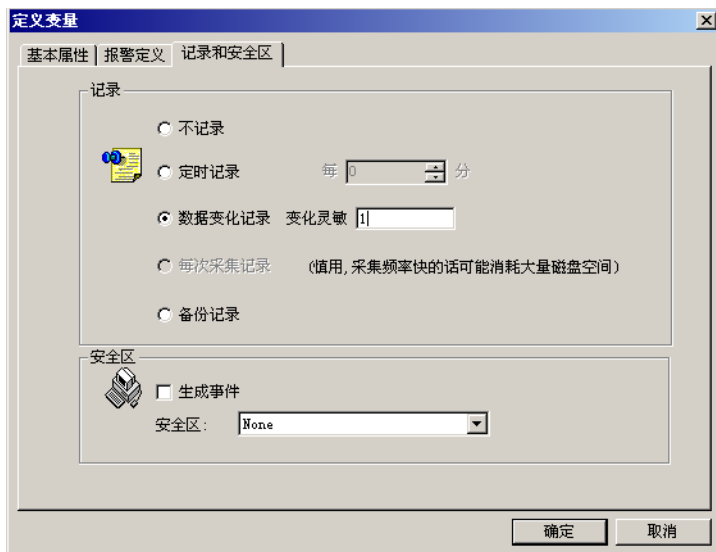 定义变量
基本属性 报警定义 记录和安全区
记录
不记录
定时记录 每 0 分
数据变化记录 变化灵敏 1
每次采集记录 (慎用,采集频率快的话可能消耗大量磁盘空间)
备份记录
安全区
生成事件
安全区: None
确定 取消